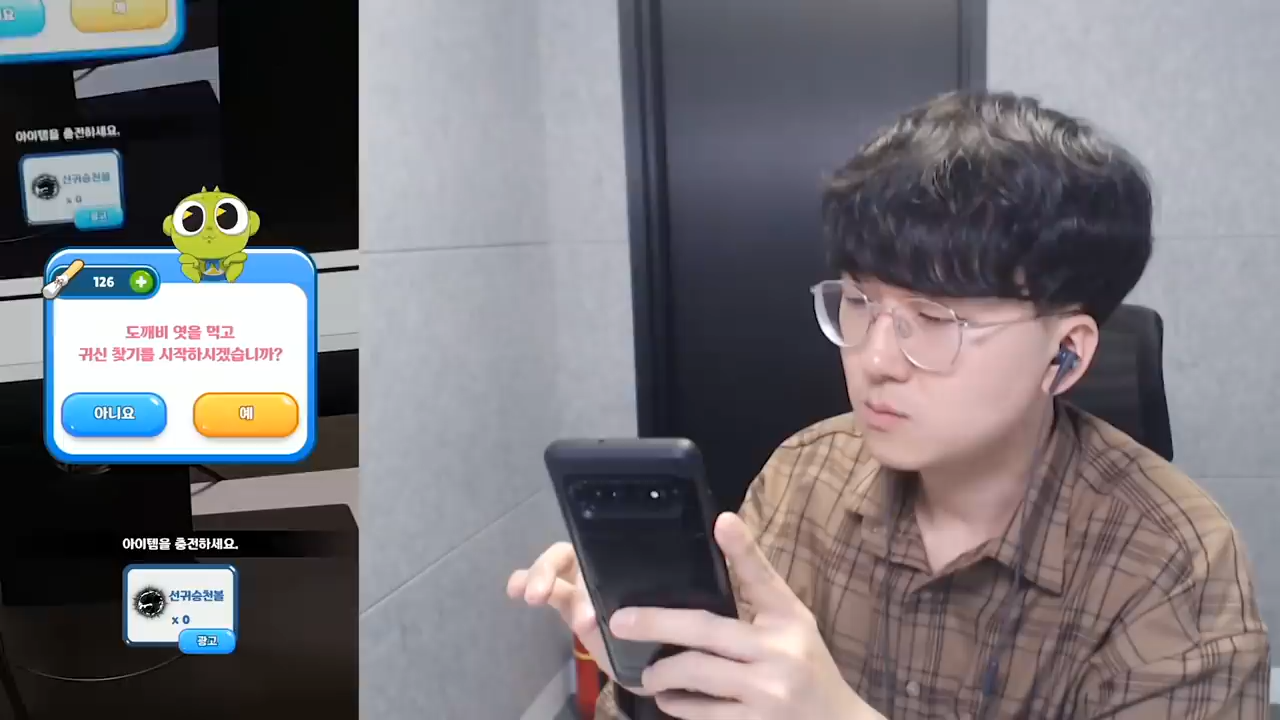 요
예
아이템을 충전하세요.
선귀승천볼
x 0
광고
126
도깨비 엿을 먹고
귀신 찾기를 시작하시겠습니까?
아니요
예
아이템을 충전하세요.
선귀승천볼
x 0
광고